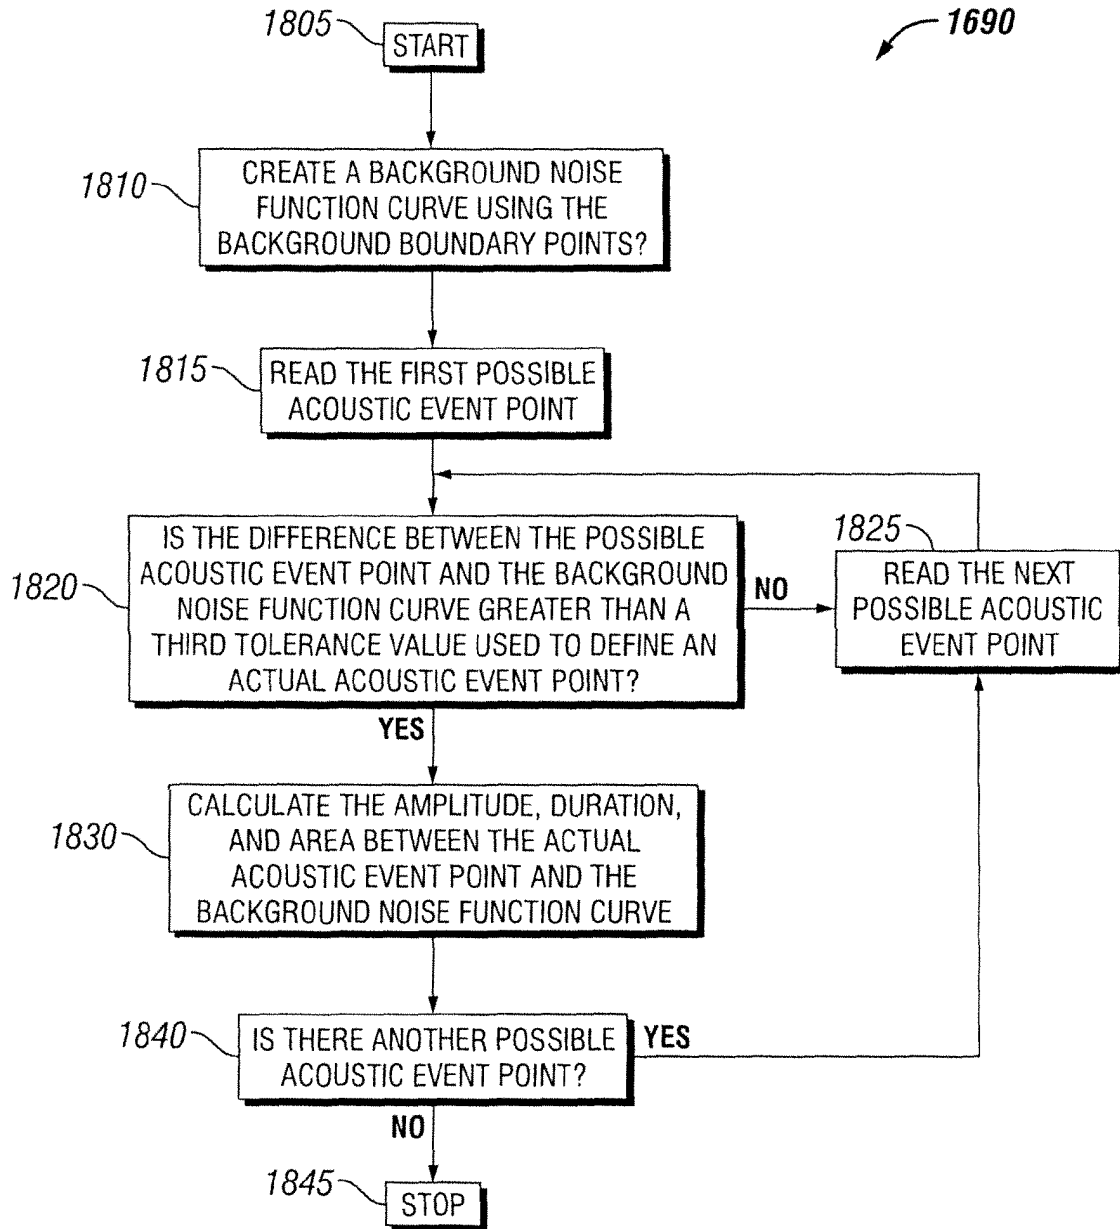 1805
START
1690
1810
CREATE A BACKGROUND NOISE
FUNCTION CURVE USING THE
BACKGROUND BOUNDARY POINTS?
1815
READ THE FIRST POSSIBLE
ACOUSTIC EVENT POINT
1820
IS THE DIFFERENCE BETWEEN THE POSSIBLE
ACOUSTIC EVENT POINT AND THE BACKGROUND
NOISE FUNCTION CURVE GREATER THAN A
THIRD TOLERANCE VALUE USED TO DEFINE AN
ACTUAL ACOUSTIC EVENT POINT?
NO
1825
READ THE NEXT
POSSIBLE ACOUSTIC
EVENT POINT
YES
1830
CALCULATE THE AMPLITUDE, DURATION,
AND AREA BETWEEN THE ACTUAL
ACOUSTIC EVENT POINT AND THE
BACKGROUND NOISE FUNCTION CURVE
1840
IS THERE ANOTHER POSSIBLE
ACOUSTIC EVENT POINT?
YES
NO
1845
STOP